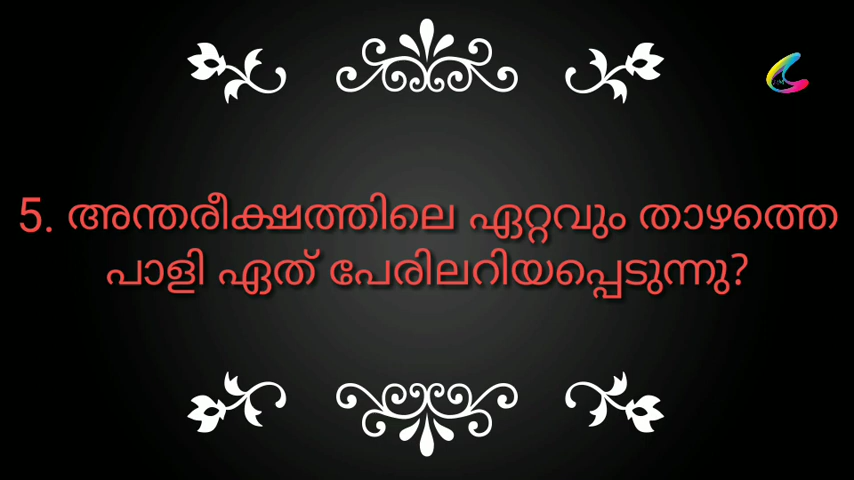 5. അന്തരീക്ഷത്തിലെ ഏറ്റവും താഴത്തെ
പാളി ഏത് പേരിലറിയപ്പെടുന്നു?